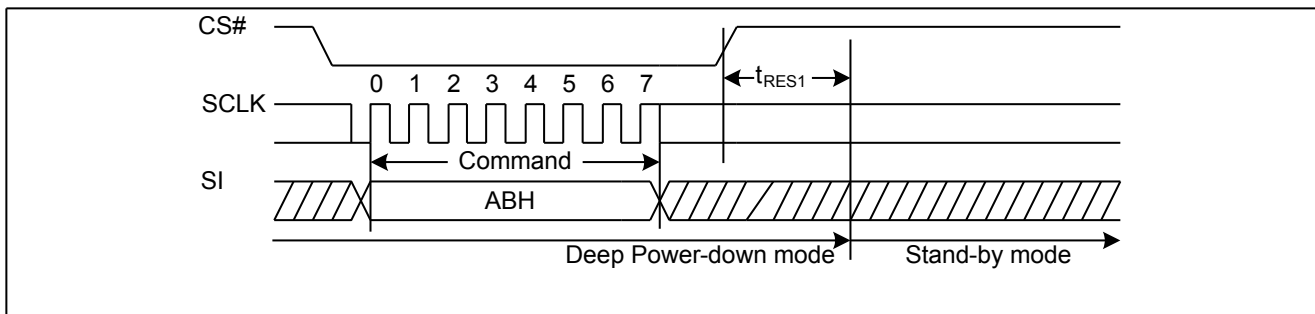 CS#
t_RES1
0 1 2 3 4 5 6 7
SCLK
Command
SI
ABH
Deep Power-down mode Stand-by mode